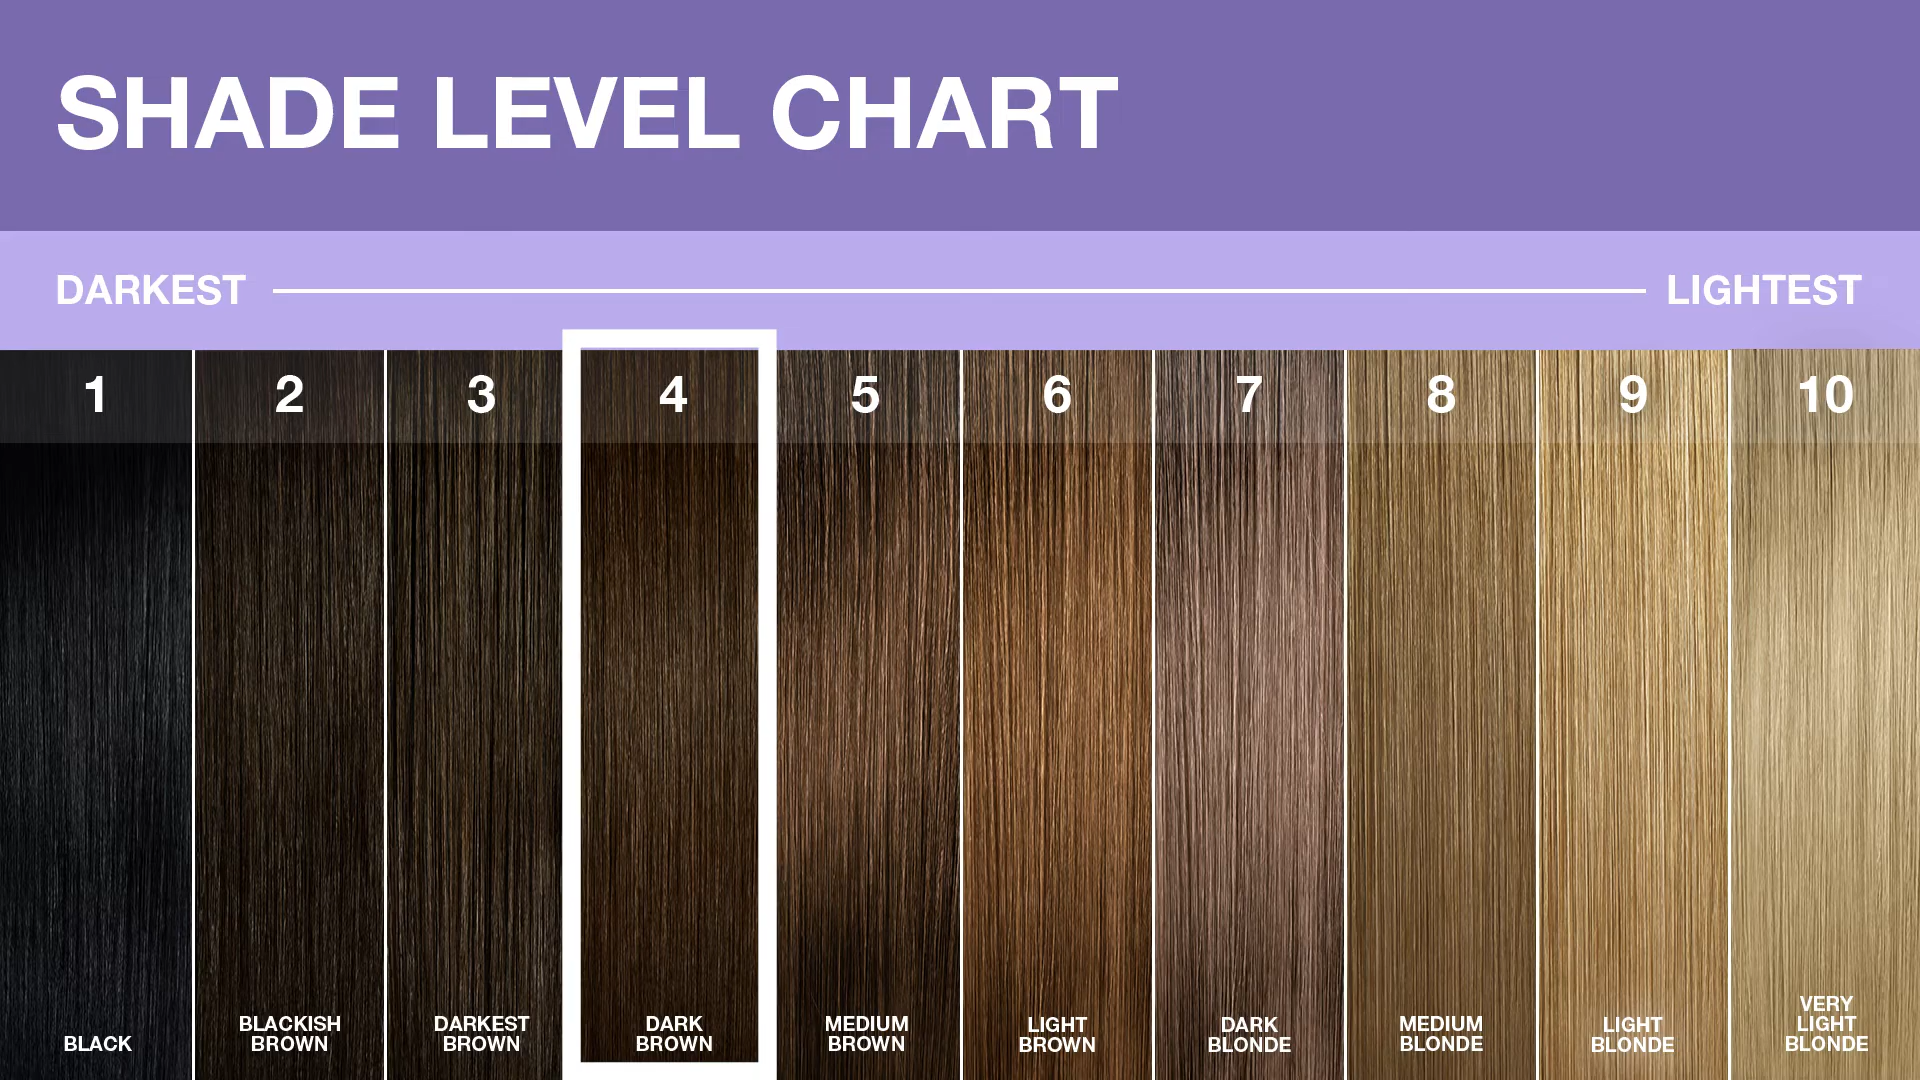 SHADE LEVEL CHART
DARKEST
LIGHTEST
1
2
3
4
5
6
7
8
9
10
BLACK
BLACKISH
BROWN
DARKEST
BROWN
DARK
BROWN
MEDIUM
BROWN
LIGHT
BROWN
DARK
BLONDE
MEDIUM
BLONDE
LIGHT
BLONDE
VERY
LIGHT
BLONDE